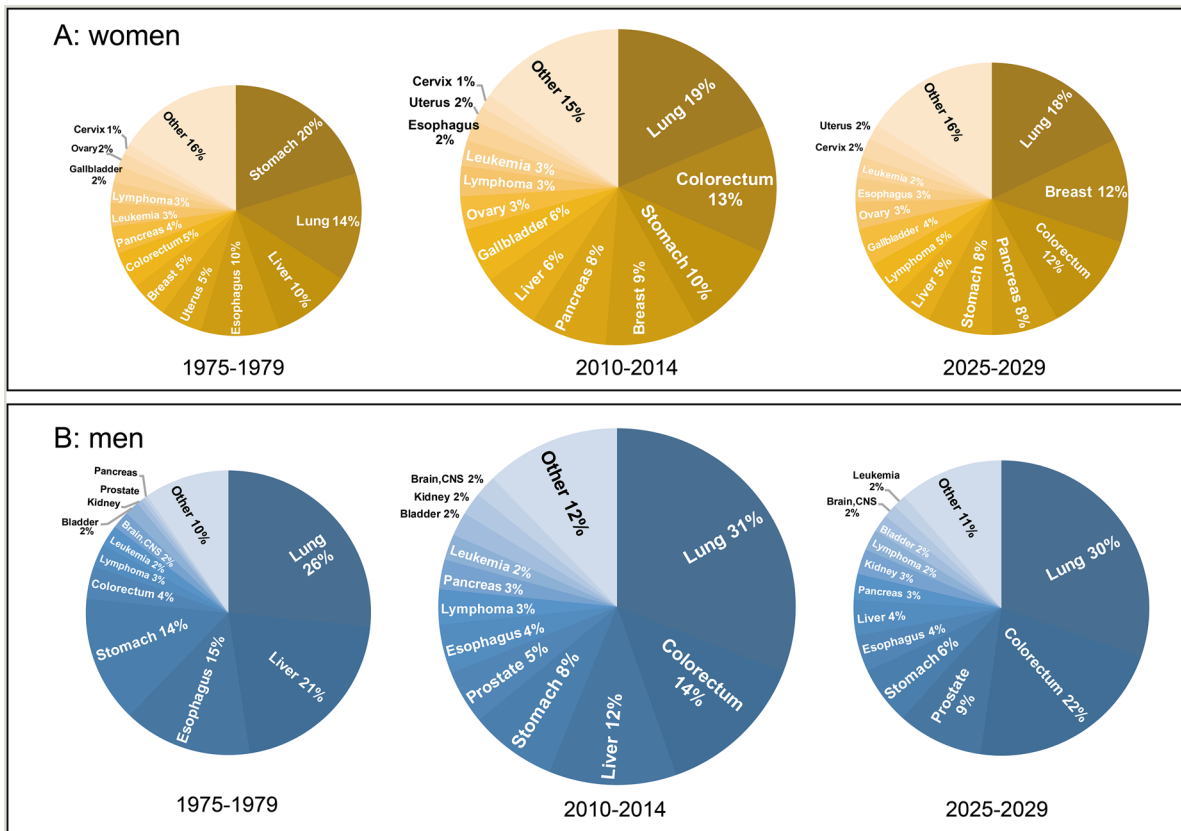 A: women
Other 16%
Cervix 1%
Ovary 2%
Gallbladder
2%
Lymphoma 3%
Leukemia 3%
Pancreas 4%
Colorectum 5%
Breast 5%
Uterus 5%
Esophagus 10%
Liver 10%
Lung 14%
Stomach 20%
1975-1979
Other 15%
Cervix 1%
Uterus 2%
Esophagus
2%
Leukemia 3%
Lymphoma 3%
Ovary 3%
Gallbladder 6%
Liver 6%
Pancreas 8%
Breast 9%
Stomach 10%
Colorectum
13%
Lung 19%
2010-2014
Other 16%
Uterus 2%
Cervix 2%
Leukemia 2%
Esophagus 3%
Ovary 3%
Gallbladder 4%
Lymphoma 5%
Liver 5%
Stomach 8%
Pancreas 8%
Colorectum
12%
Breast 12%
Lung 18%
2025-2029
B: men
Other 10%
Pancreas
Prostate
Kidney
Bladder
2%
Brain,CNS 2%
Leukemia 2%
Lymphoma 3%
Colorectum 4%
Stomach 14%
Esophagus 15%
Liver 21%
Lung
26%
1975-1979
Other 12%
Brain,CNS 2%
Kidney 2%
Bladder 2%
Leukemia 2%
Pancreas 3%
Lymphoma 3%
Esophagus 4%
Prostate 5%
Stomach 8%
Liver 12%
Colorectum
14%
Lung 31%
2010-2014
Other 11%
Leukemia
2%
Brain,CNS
2%
Bladder 2%
Lymphoma 2%
Kidney 3%
Pancreas 3%
Liver 4%
Esophagus 4%
Stomach 6%
Prostate
9%
Colorectum 22%
Lung 30%
2025-2029